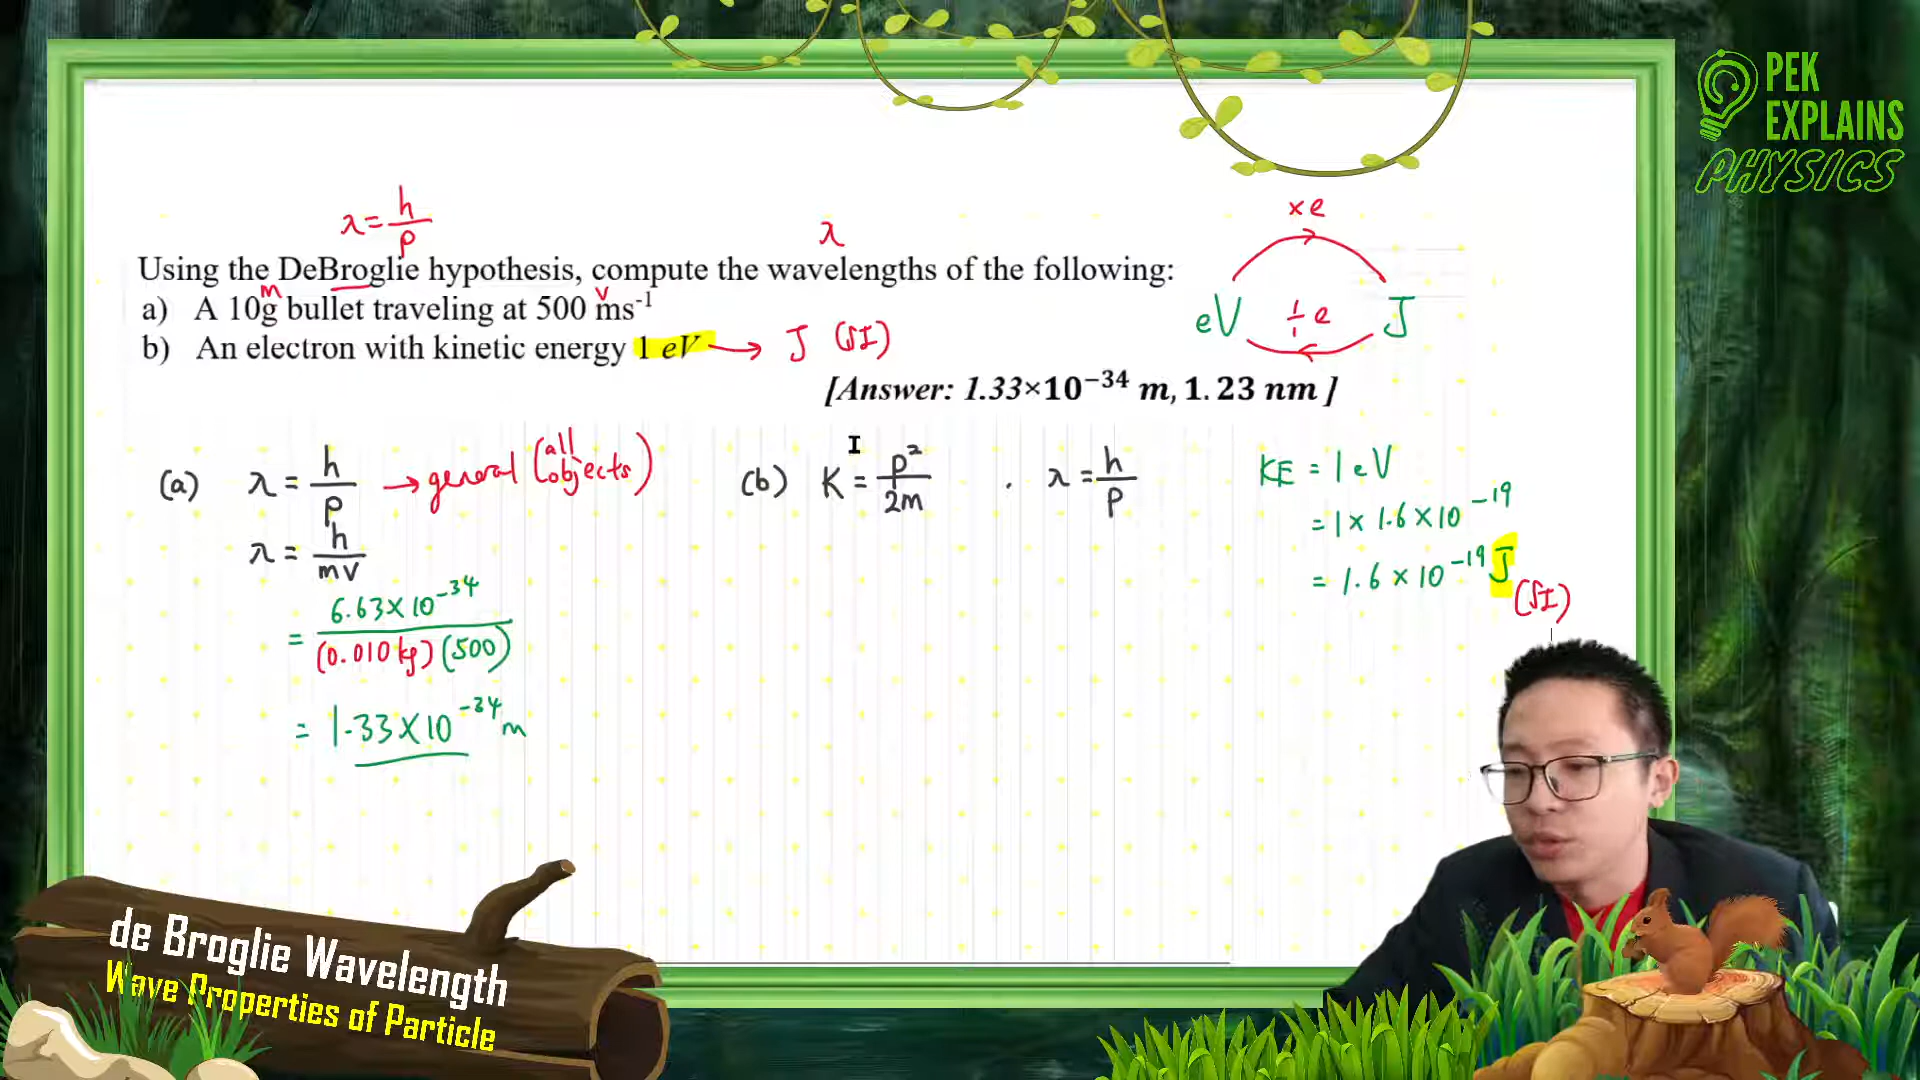 PEK
EXPLAINS
PHYSICS
λ = h/p
λ
Using the DeBroglie hypothesis, compute the wavelengths of the following:
m
v
a) A 10g bullet traveling at 500 ms⁻¹
b) An electron with kinetic energy 1 eV → J (SI)
[Answer: 1.33×10⁻³⁴ m, 1.23 nm ]
×e
eV ÷e J
(a) λ = h/p → general (all objects)
λ = h/mv
= 6.63×10⁻³⁴/(0.010 kg)(500)
= 1.33×10⁻³⁴ m
(b) K = p²/2m , λ = h/p
KE = 1 eV
= 1 × 1.6 × 10⁻¹⁹
= 1.6 × 10⁻¹⁹ J
(SI)
de Broglie Wavelength
Wave Properties of Particle